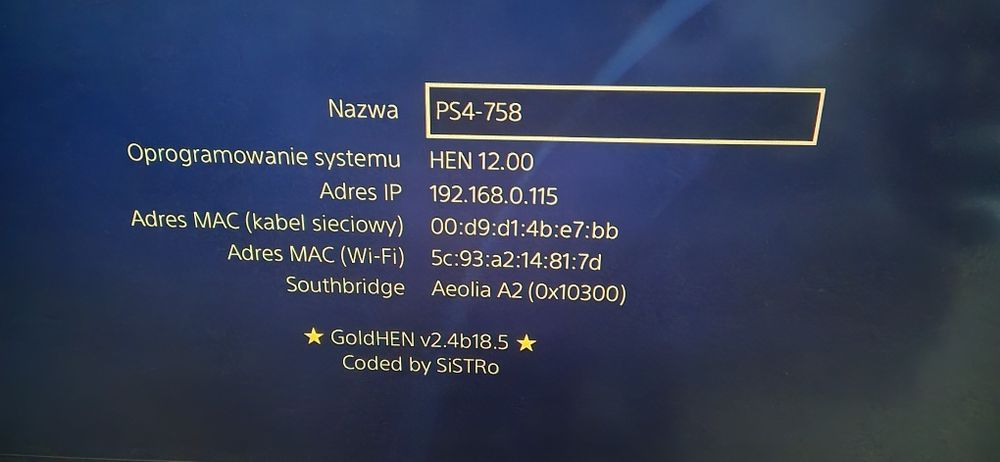 Nazwa PS4-758
Oprogramowanie systemu HEN 12.00
Adres IP 192.168.0.115
Adres MAC (kabel sieciowy) 00:d9:d1:4b:e7:bb
Adres MAC (Wi-Fi) 5c:93:a2:14:81:7d
Southbridge Aeolia A2 (0x10300)
★ GoldHEN v2.4b18.5 ★
Coded by SiSTRo